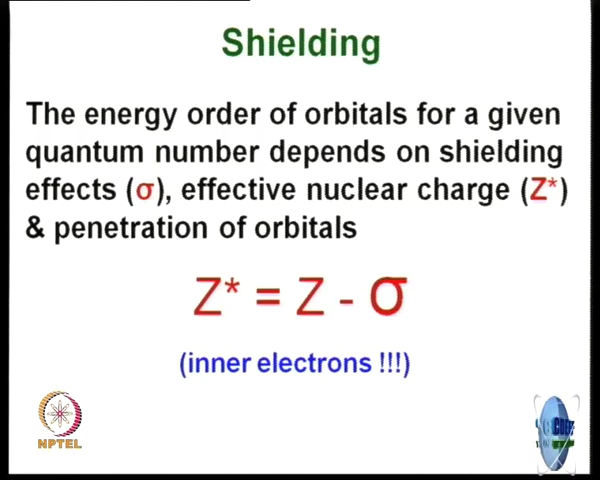 Shielding
The energy order of orbitals for a given
quantum number depends on shielding
effects (σ), effective nuclear charge (Z*)
& penetration of orbitals
Z* = Z - σ
(inner electrons !!!)
NPTEL